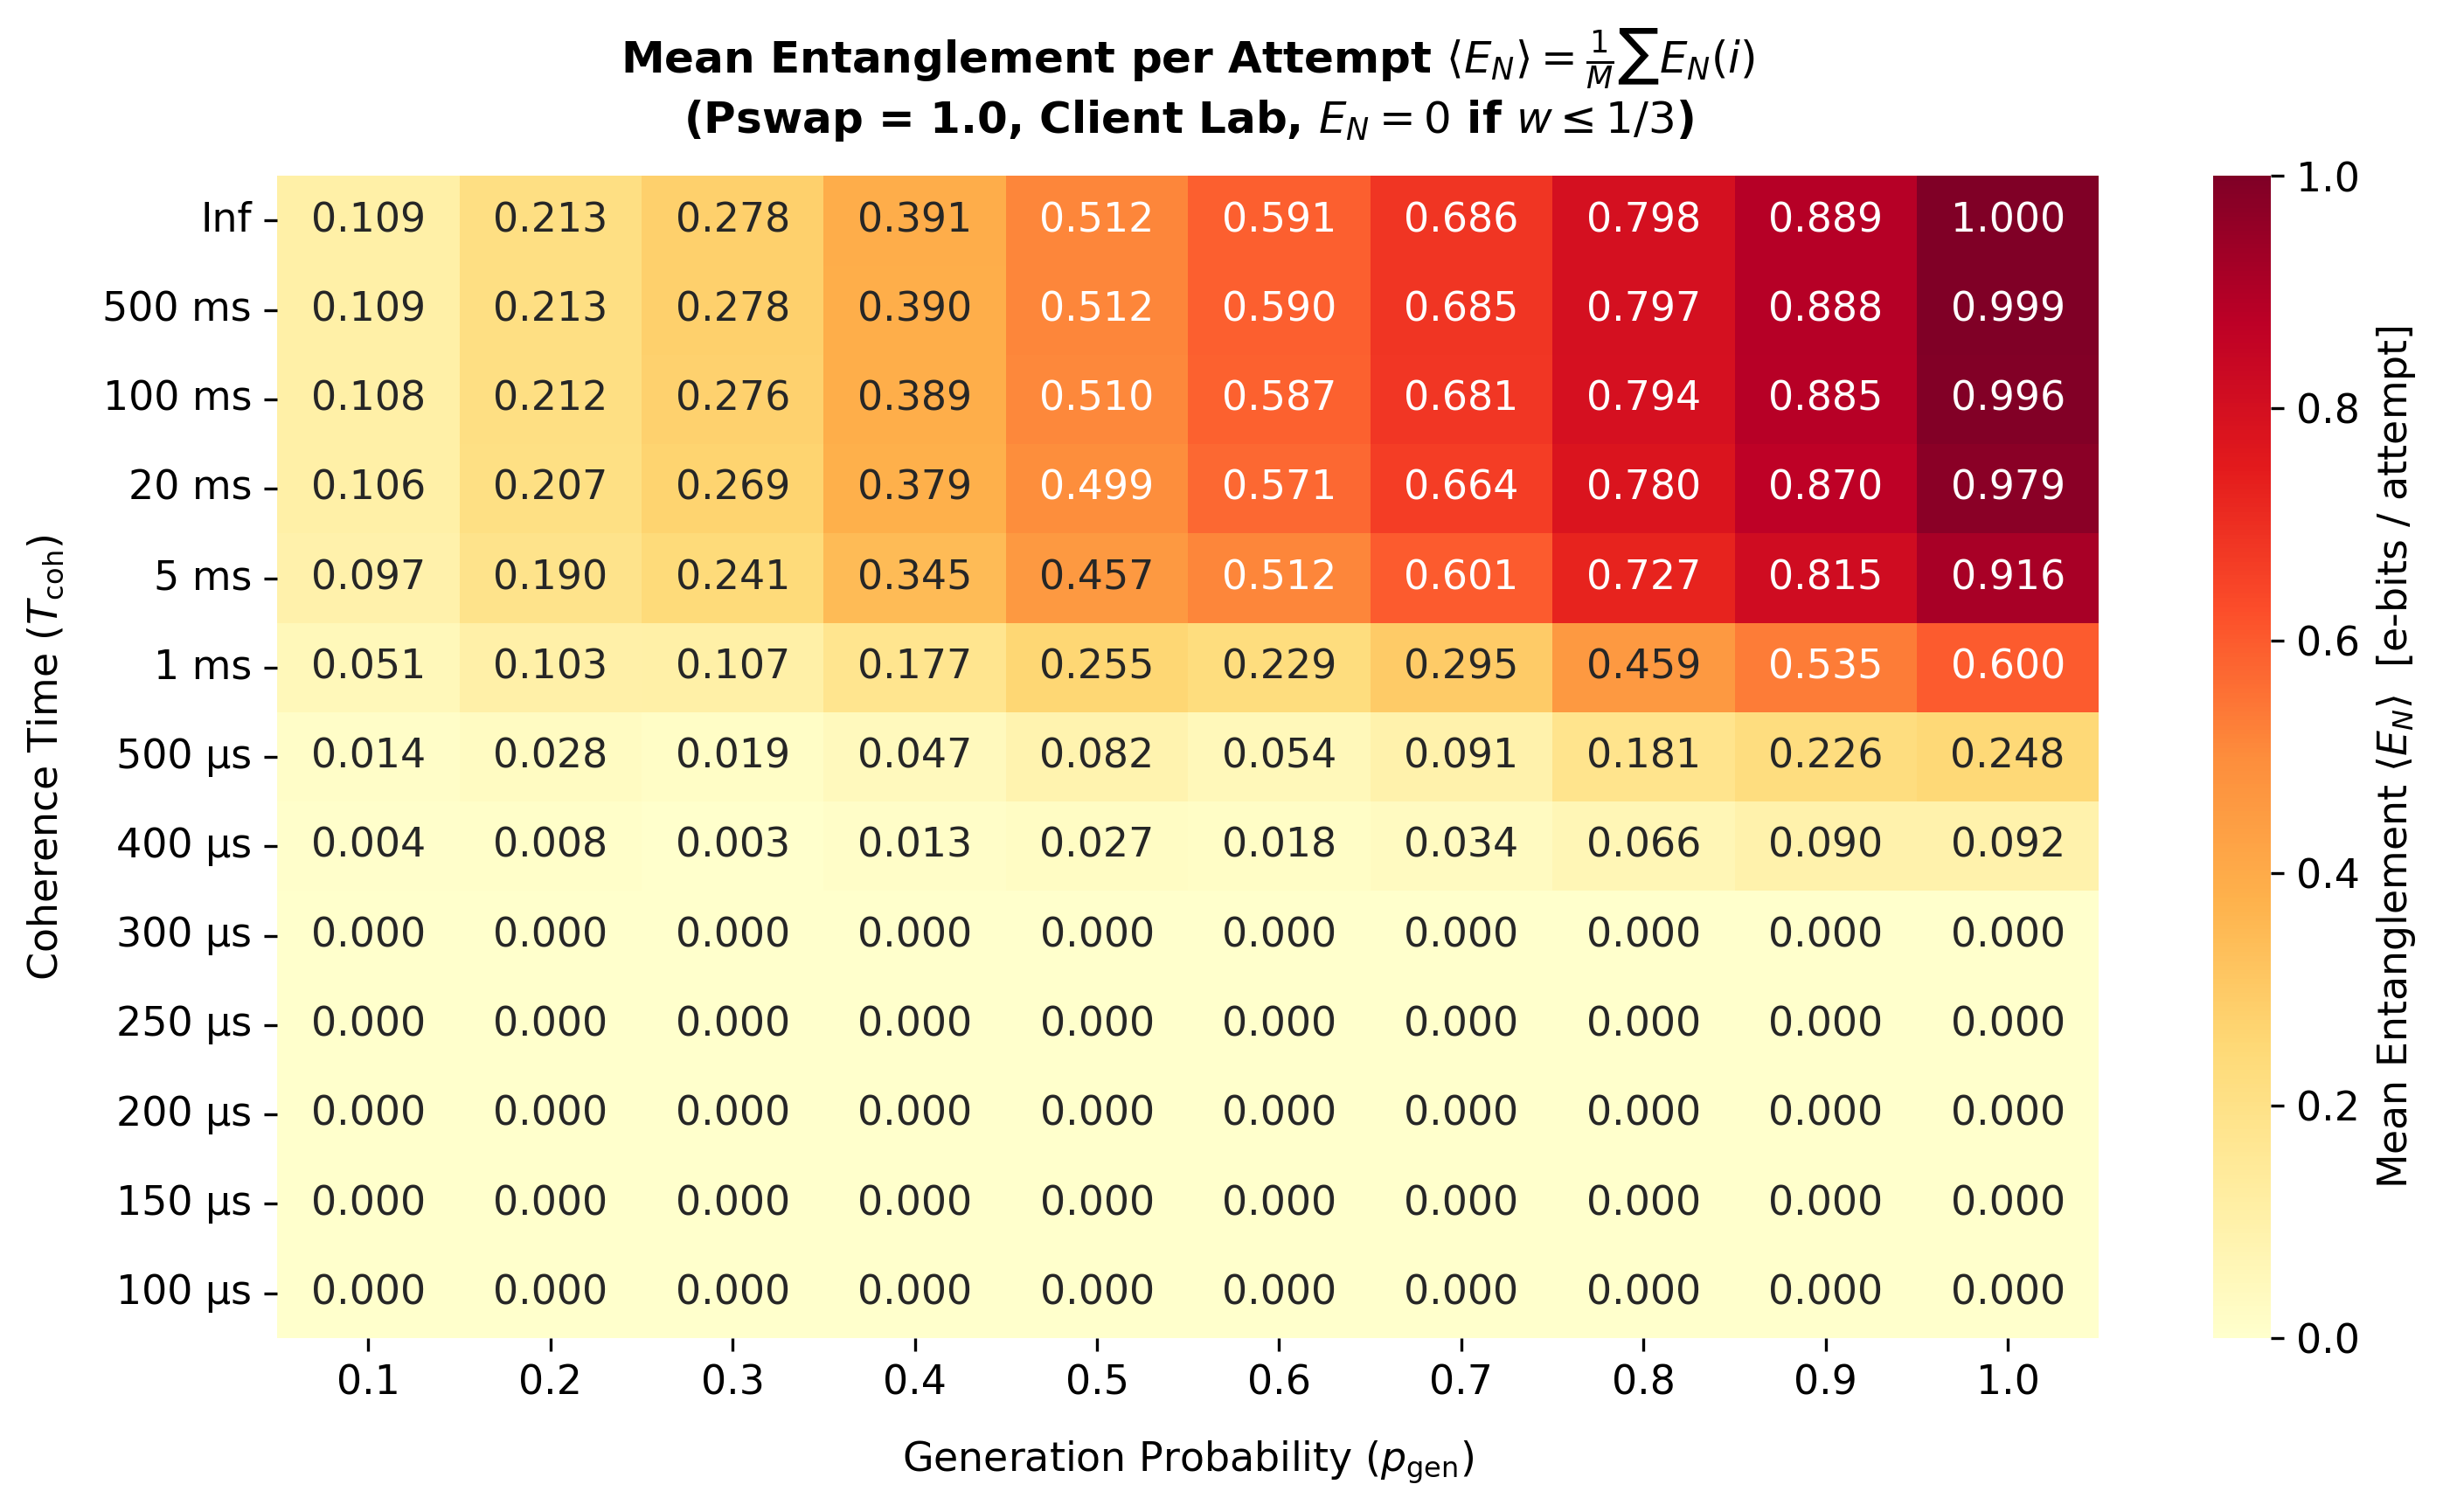 Mean Entanglement per Attempt ⟨E_N⟩ = 1/M ∑ E_N(i)
(Pswap = 1.0, Client Lab, E_N = 0 if w ≤ 1/3)
Inf 0.109 0.213 0.278 0.391 0.512 0.591 0.686 0.798 0.889 1.000
500 ms 0.109 0.213 0.278 0.390 0.512 0.590 0.685 0.797 0.888 0.999
100 ms 0.108 0.212 0.276 0.389 0.510 0.587 0.681 0.794 0.885 0.996
20 ms 0.106 0.207 0.269 0.379 0.499 0.571 0.664 0.780 0.870 0.979
5 ms 0.097 0.190 0.241 0.345 0.457 0.512 0.601 0.727 0.815 0.916
1 ms 0.051 0.103 0.107 0.177 0.255 0.229 0.295 0.459 0.535 0.600
500 µs 0.014 0.028 0.019 0.047 0.082 0.054 0.091 0.181 0.226 0.248
400 µs 0.004 0.008 0.003 0.013 0.027 0.018 0.034 0.066 0.090 0.092
300 µs 0.000 0.000 0.000 0.000 0.000 0.000 0.000 0.000 0.000 0.000
250 µs 0.000 0.000 0.000 0.000 0.000 0.000 0.000 0.000 0.000 0.000
200 µs 0.000 0.000 0.000 0.000 0.000 0.000 0.000 0.000 0.000 0.000
150 µs 0.000 0.000 0.000 0.000 0.000 0.000 0.000 0.000 0.000 0.000
100 µs 0.000 0.000 0.000 0.000 0.000 0.000 0.000 0.000 0.000 0.000
0.1 0.2 0.3 0.4 0.5 0.6 0.7 0.8 0.9 1.0
Generation Probability (p_gen)
Coherence Time (T_coh)
1.0
0.8
0.6
0.4
0.2
0.0
Mean Entanglement ⟨E_N⟩ [e-bits / attempt]